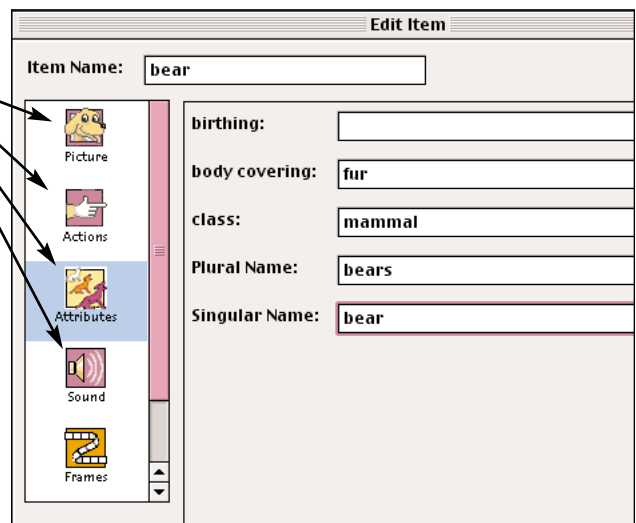 Edit Item
Item Name: bear
Picture
Actions
Attributes
Sound
Frames
birthing:
body covering: fur
class: mammal
Plural Name: bears
Singular Name: bear